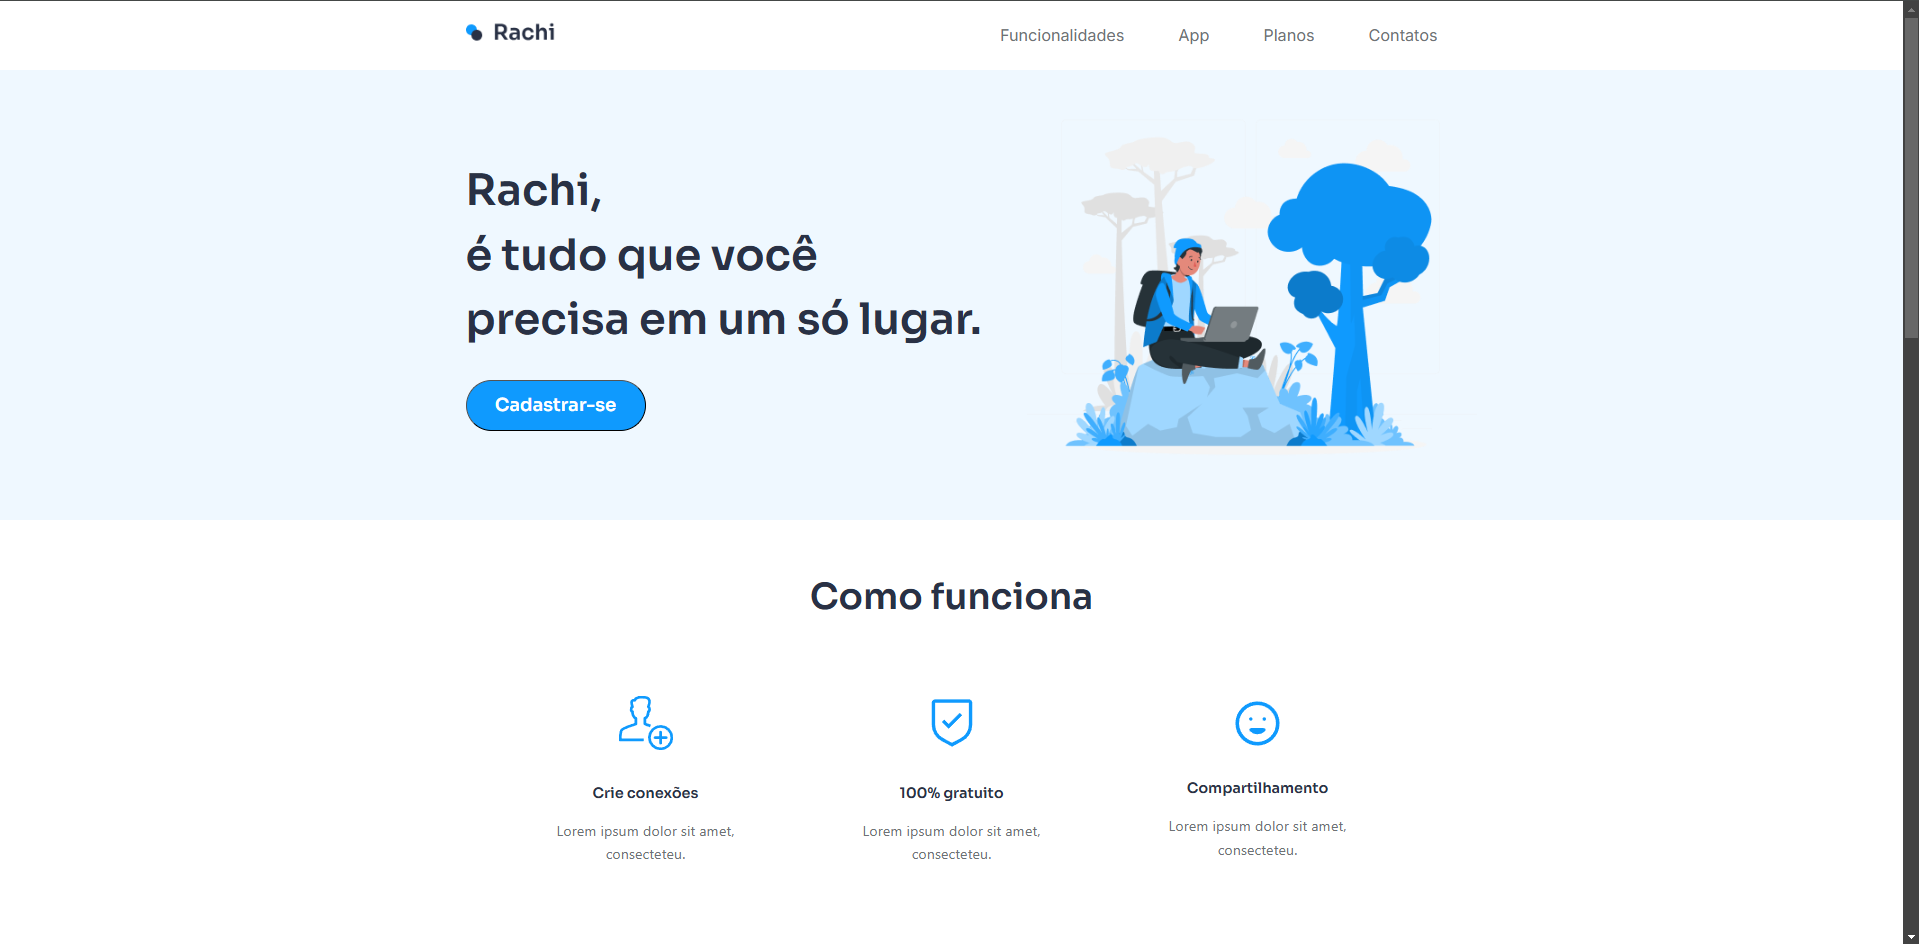 Rachi
Funcionalidades App Planos Contatos
Rachi,
é tudo que você
precisa em um só lugar.
Cadastrar-se
Como funciona
Crie conexões
Lorem ipsum dolor sit amet,
consecteteu.
100% gratuito
Lorem ipsum dolor sit amet,
consecteteu.
Compartilhamento
Lorem ipsum dolor sit amet,
consecteteu.